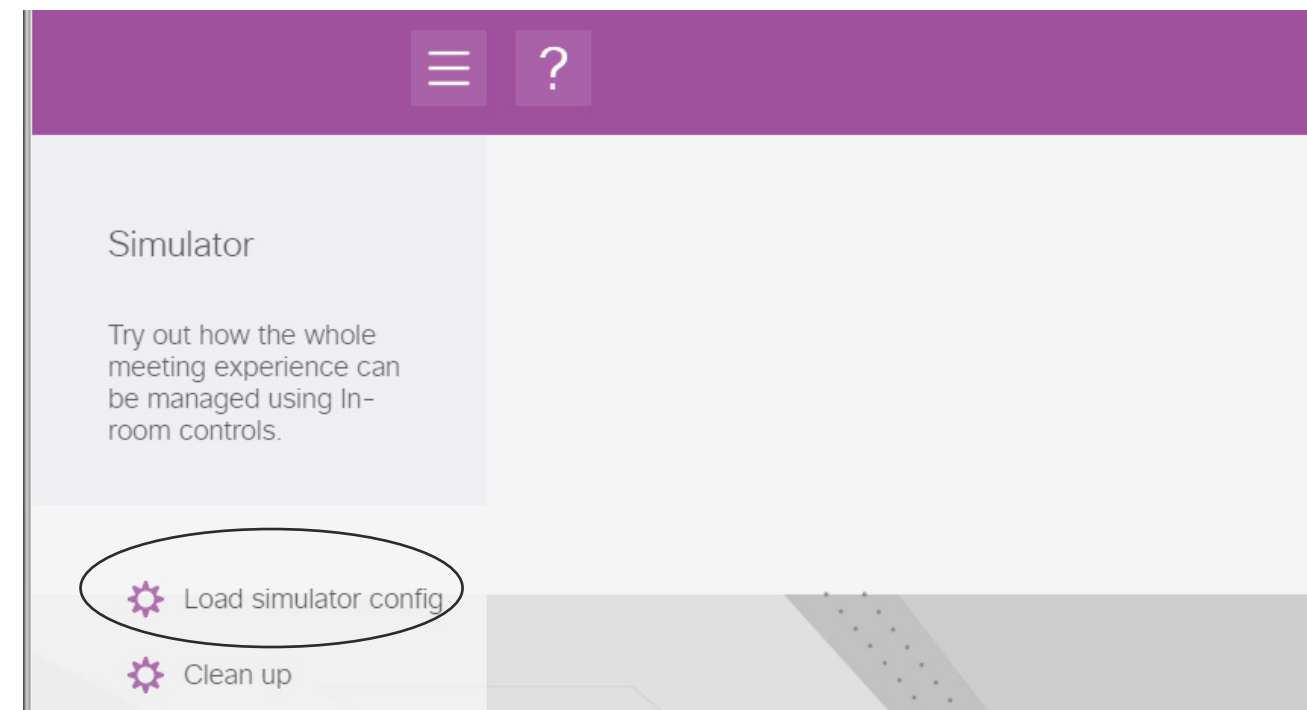 ?
Simulator
Try out how the whole
meeting experience can
be managed using In-
room controls.
Load simulator config
Clean up